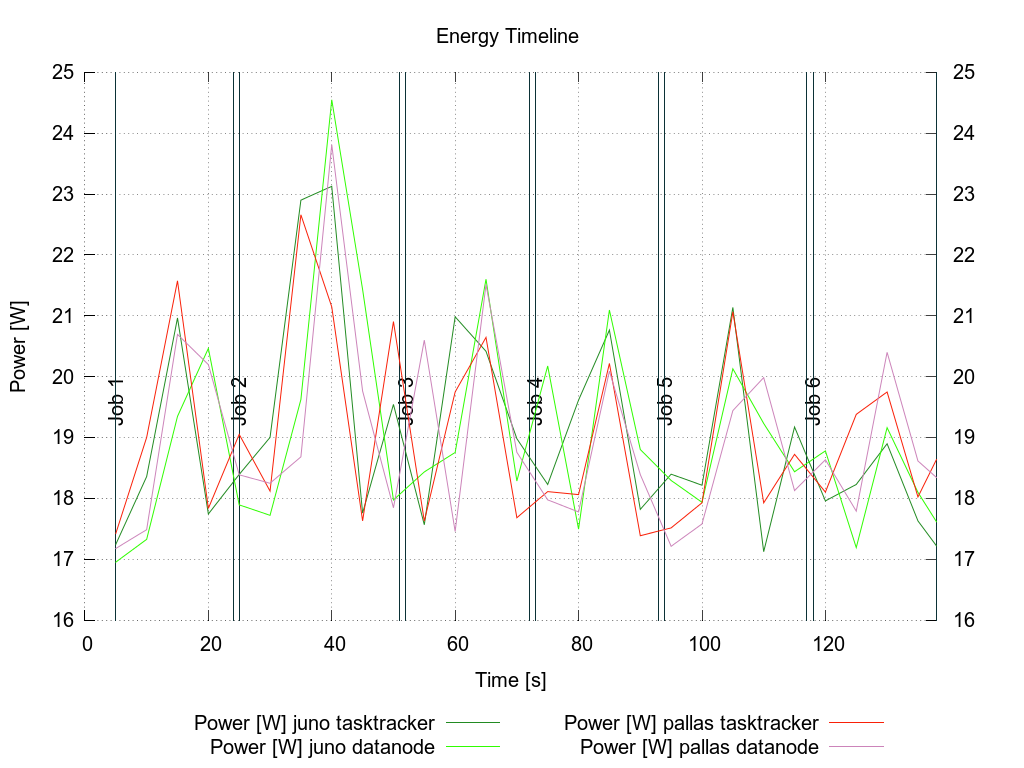 Energy Timeline
25 25
24 24
23 23
22 22
21 21
20 20
19 19
18 18
17 17
16 16
Power [W]
Job 1 Job 2 Job 3 Job 4 Job 5 Job 6
0 20 40 60 80 100 120
Time [s]
Power [W] juno tasktracker Power [W] pallas tasktracker
Power [W] juno datanode Power [W] pallas datanode